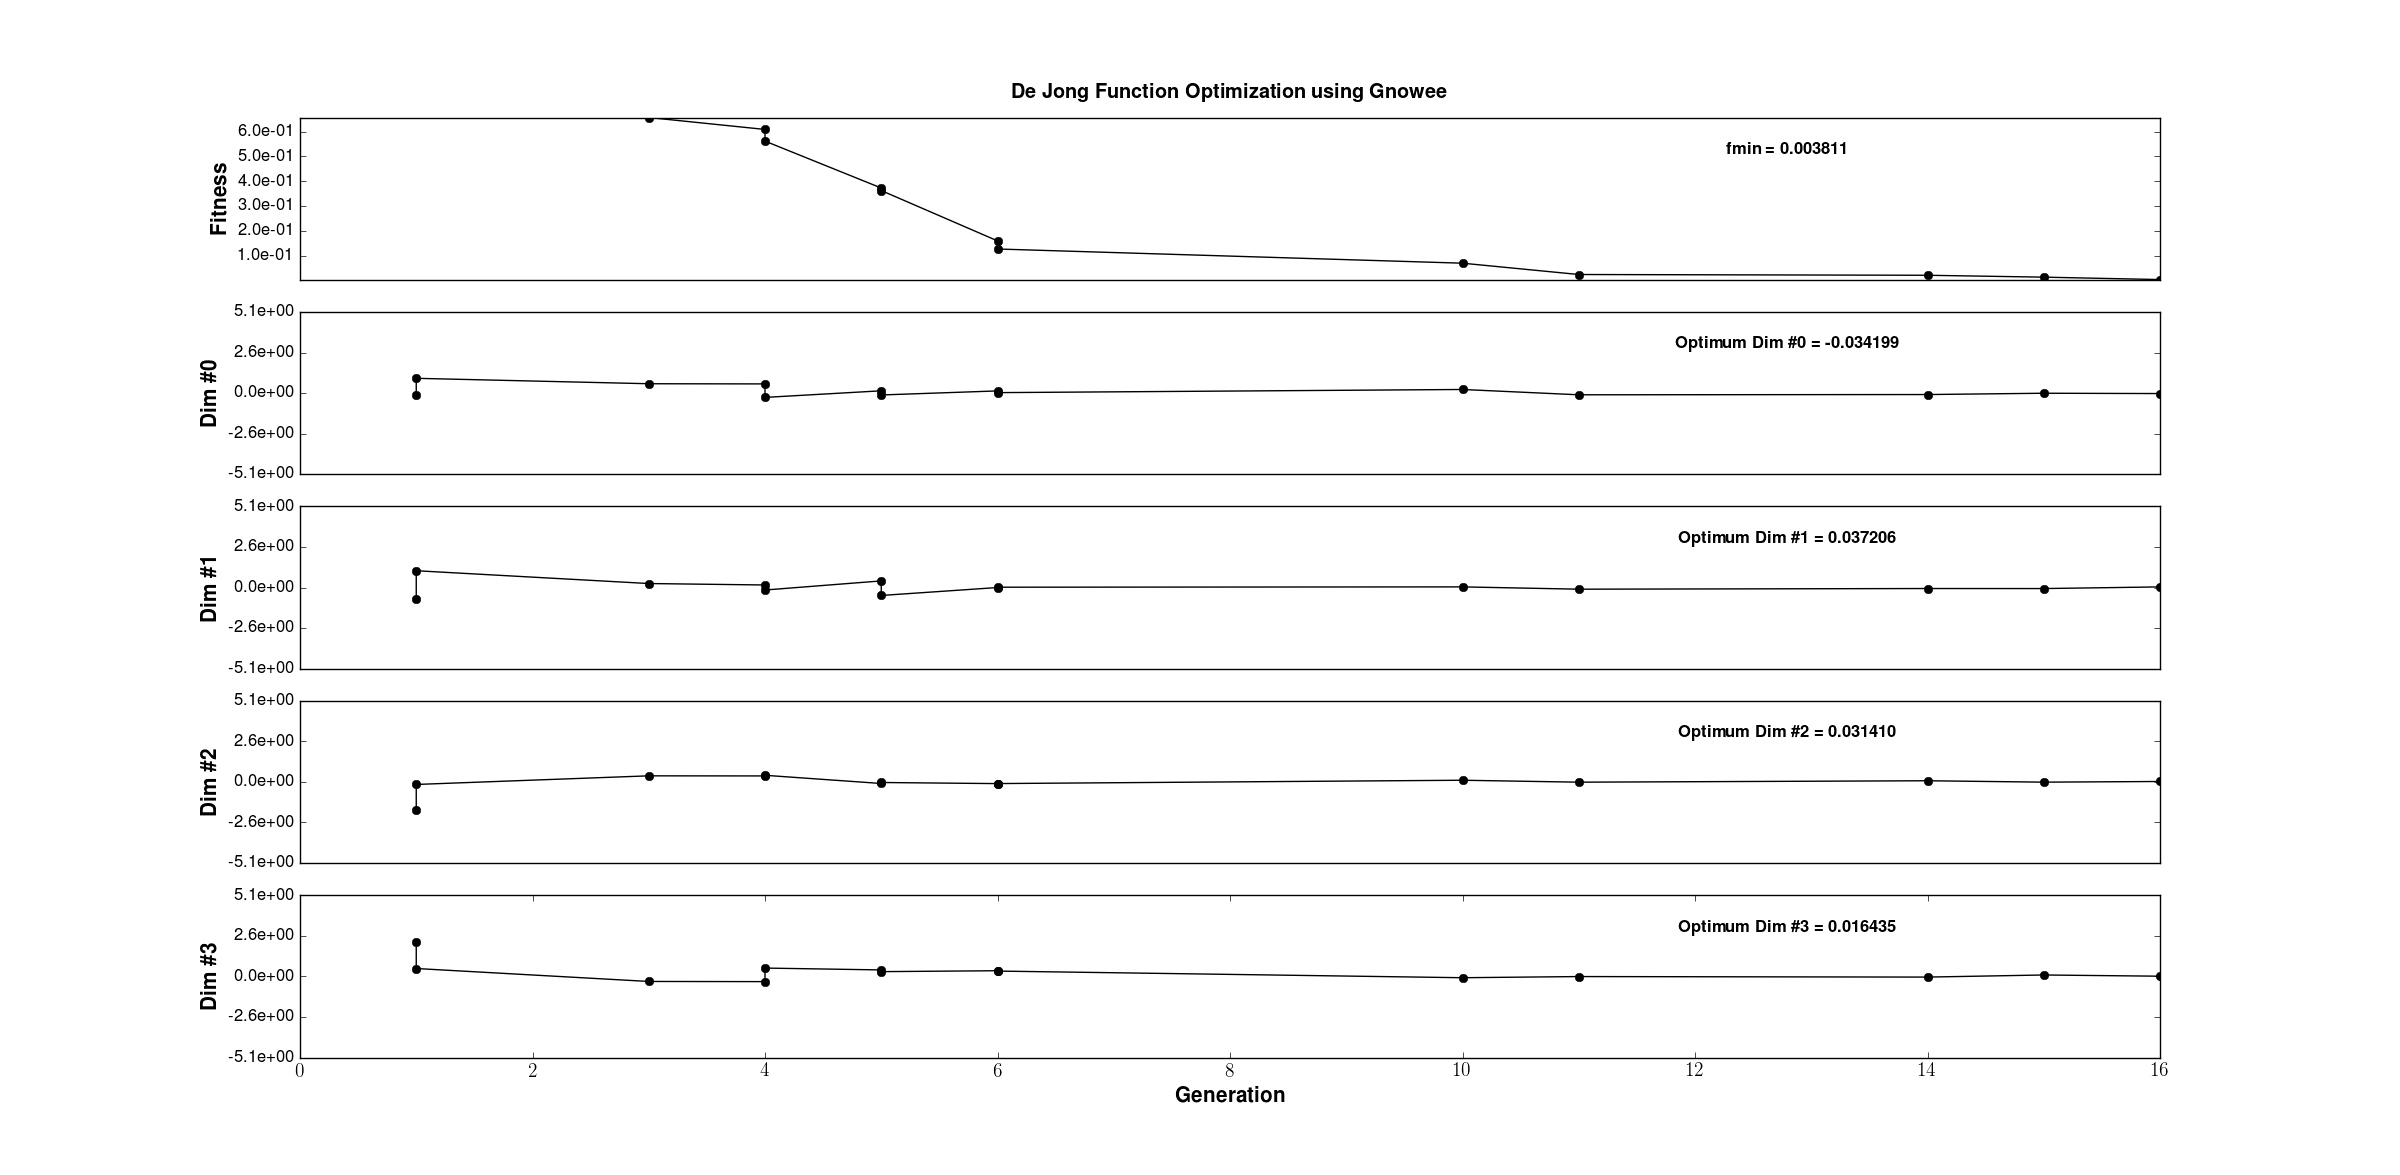 De Jong Function Optimization using Gnowee
6.0e-01
5.0e-01
4.0e-01
3.0e-01
2.0e-01
1.0e-01
Fitness
fmin = 0.003811
5.1e+00
2.6e+00
0.0e+00
-2.6e+00
-5.1e+00
Dim #0
Optimum Dim #0 = -0.034199
5.1e+00
2.6e+00
0.0e+00
-2.6e+00
-5.1e+00
Dim #1
Optimum Dim #1 = 0.037206
5.1e+00
2.6e+00
0.0e+00
-2.6e+00
-5.1e+00
Dim #2
Optimum Dim #2 = 0.031410
5.1e+00
2.6e+00
0.0e+00
-2.6e+00
-5.1e+00
Dim #3
Optimum Dim #3 = 0.016435
0 2 4 6 8 10 12 14 16
Generation